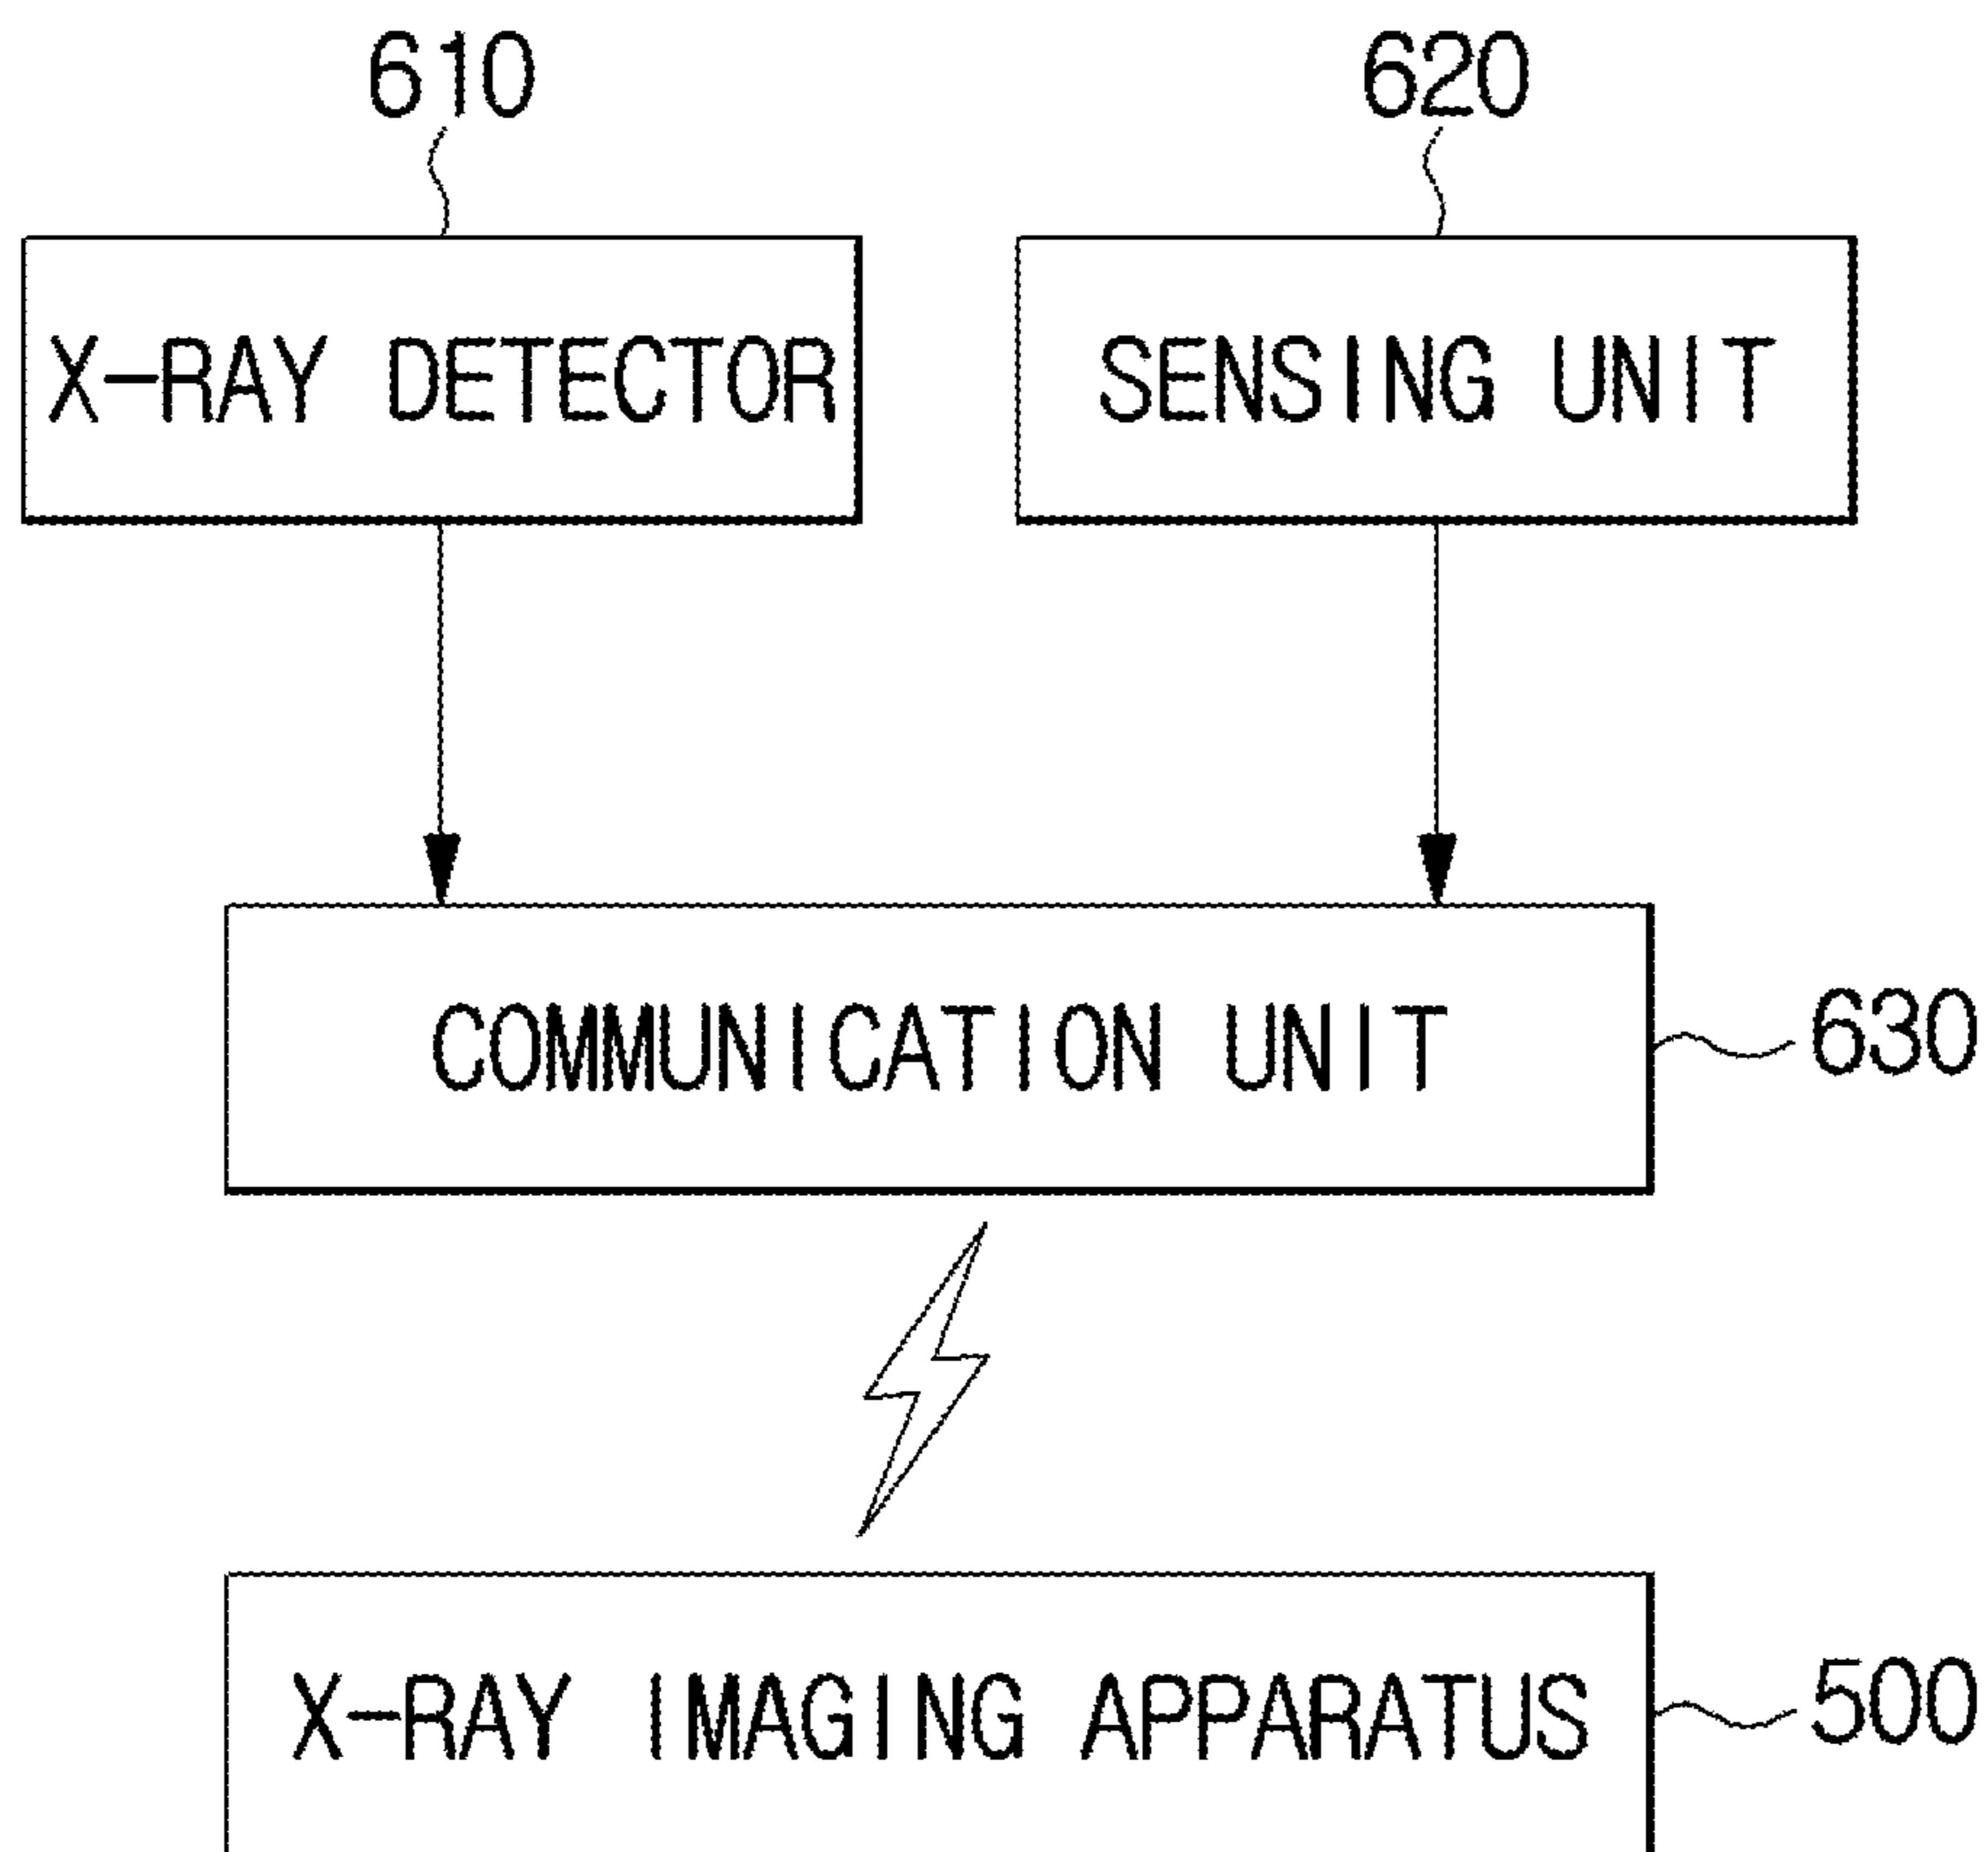 610
620
X-RAY DETECTOR
SENSING UNIT
COMMUNICATION UNIT
630
X-RAY IMAGING APPARATUS
500